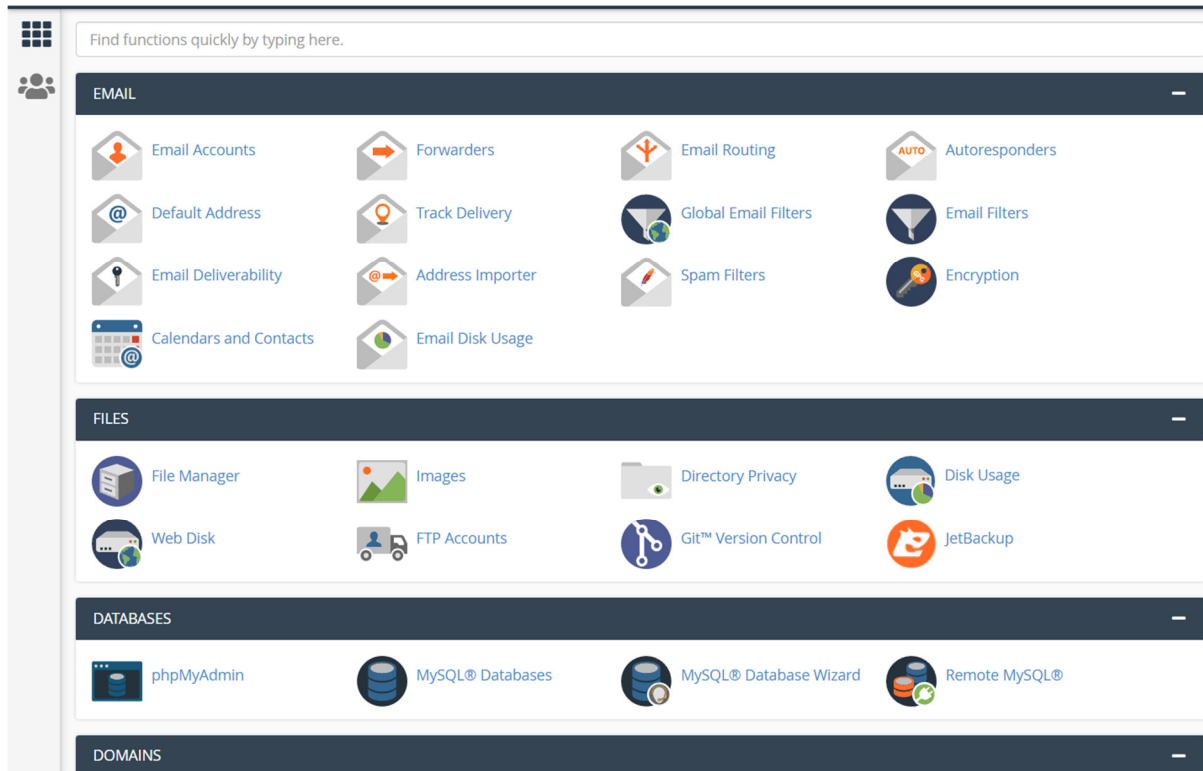 Find functions quickly by typing here.
EMAIL
Email Accounts
Forwarders
Email Routing
AUTO
Autoresponders
@
Default Address
Track Delivery
Global Email Filters
Email Filters
Email Deliverability
@
Address Importer
Spam Filters
Encryption
@
Calendars and Contacts
Email Disk Usage
FILES
File Manager
Images
Directory Privacy
Disk Usage
Web Disk
FTP Accounts
Git™ Version Control
JetBackup
DATABASES
phpMyAdmin
MySQL® Databases
MySQL® Database Wizard
Remote MySQL®
DOMAINS